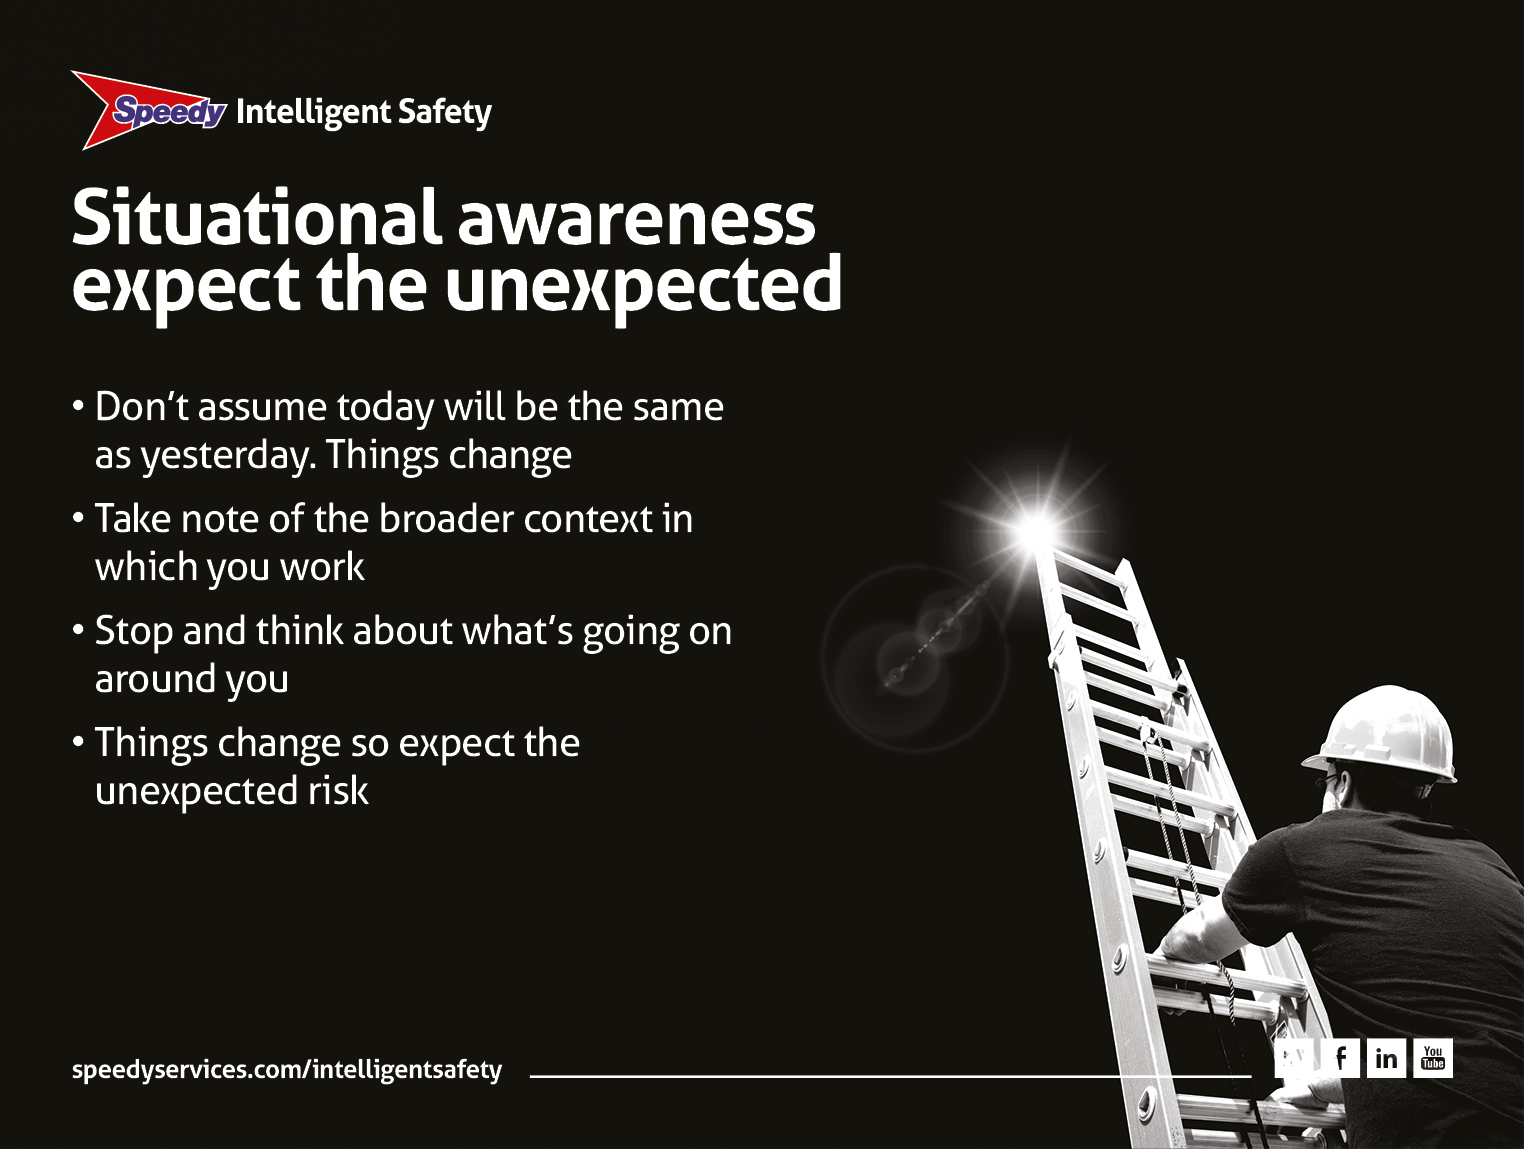 Speedy Intelligent Safety
Situational awareness
expect the unexpected
• Don’t assume today will be the same
as yesterday. Things change
• Take note of the broader context in
which you work
• Stop and think about what‘s going on
around you
• Things change so expect the
unexpected risk
speedyservices.com/intelligentsafety
f in You
Tube